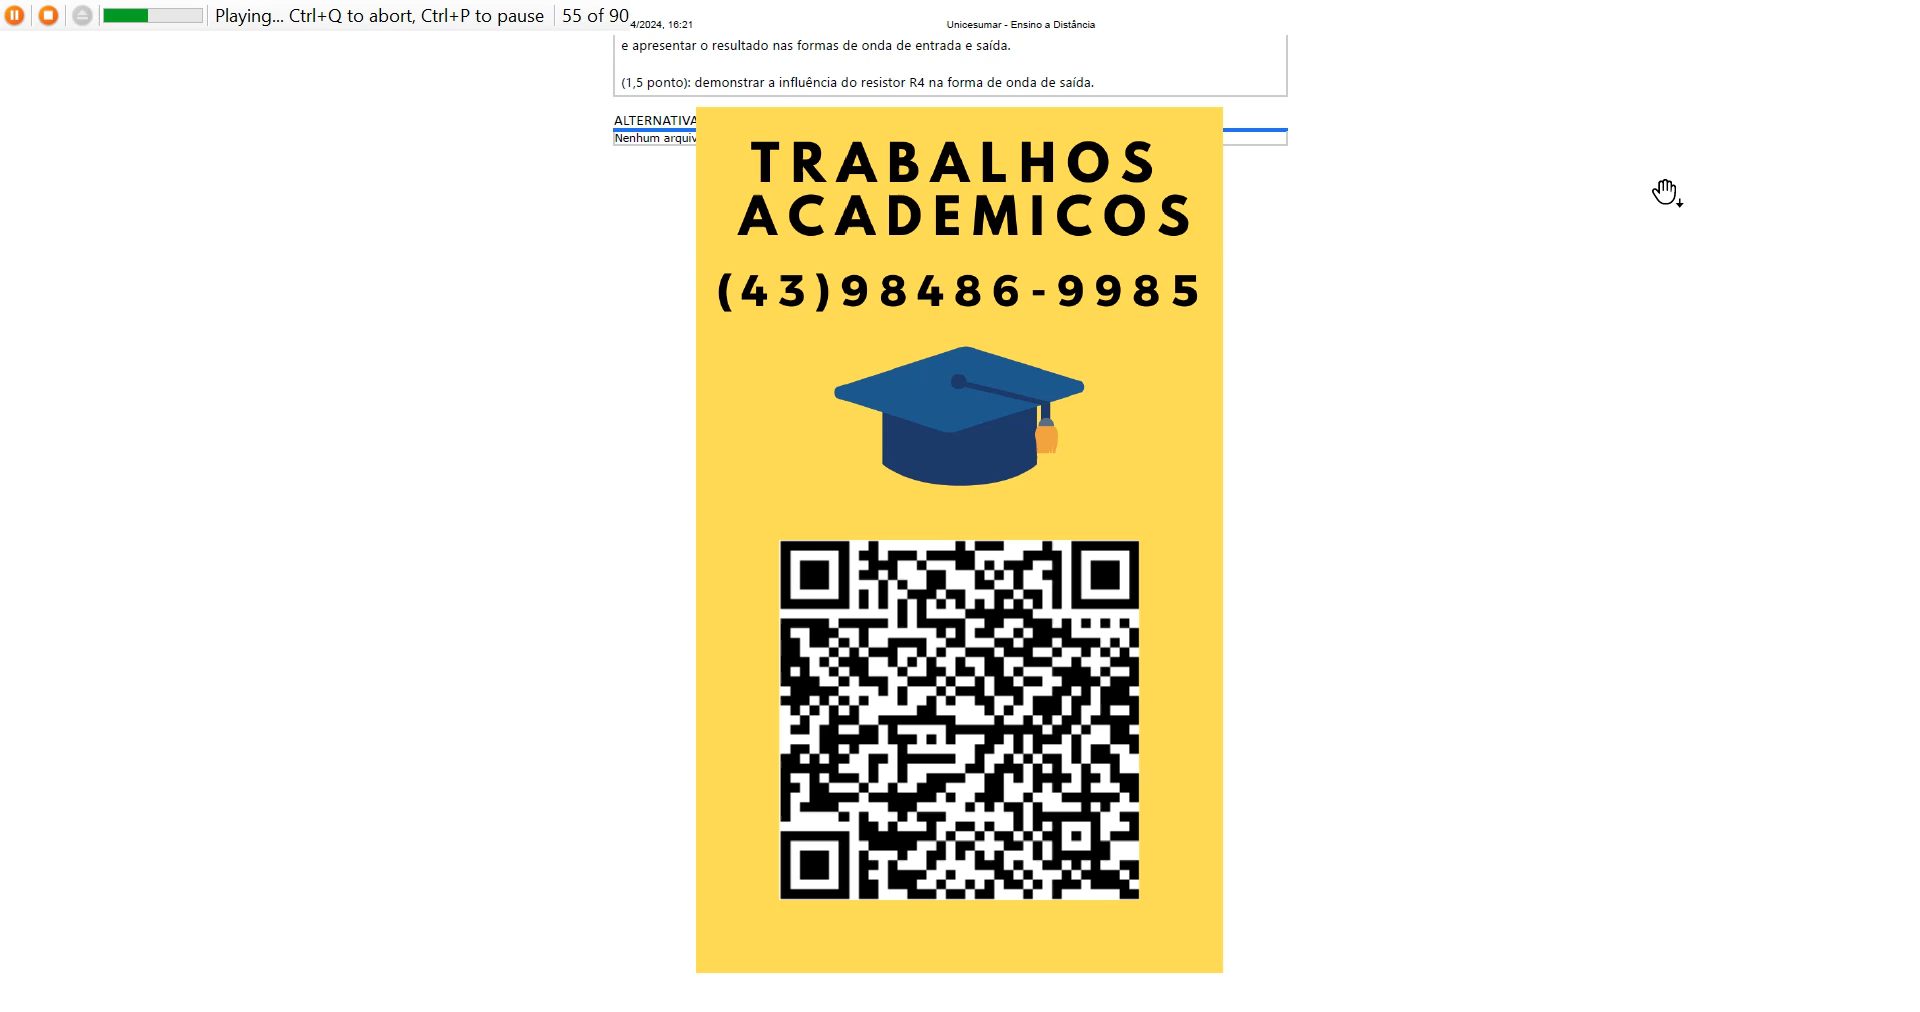 Playing... Ctrl+Q to abort, Ctrl+P to pause
55 of 90
4/2024, 16:21
Unicesumar - Ensino a Distância
e apresentar o resultado nas formas de onda de entrada e saída.
(1,5 ponto): demonstrar a influência do resistor R4 na forma de onda de saída.
ALTERNATIVA
Nenhum arquiv
TRABALHOS
ACADEMICOS
(43)98486-9985